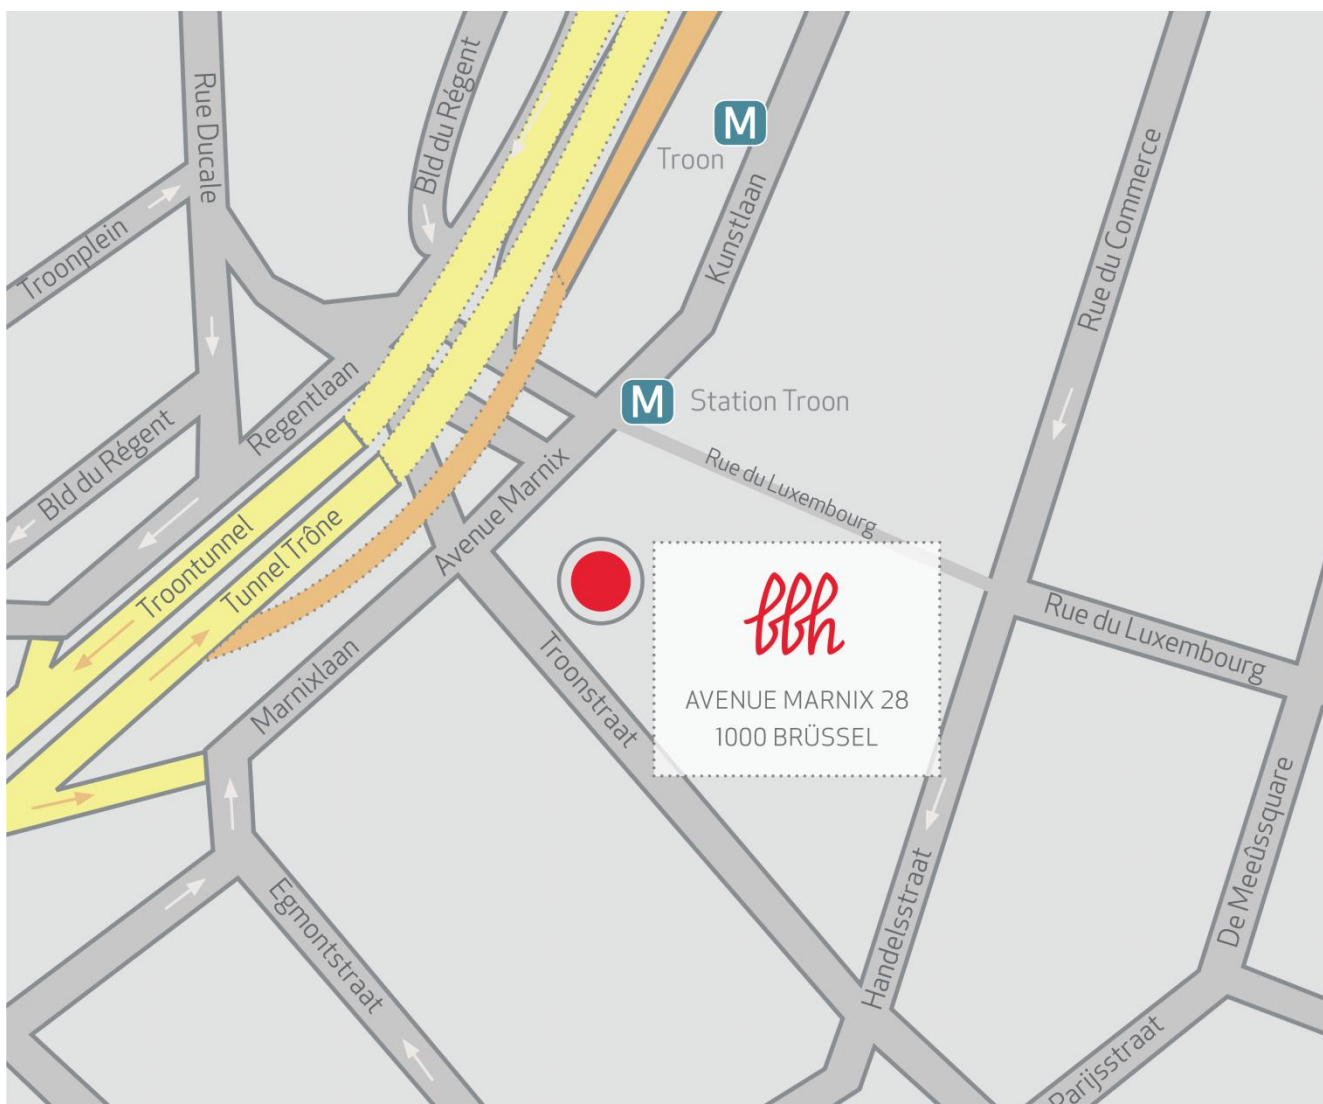 Rue Ducale
Bld du Régent
M
Troon
Kunstlaan
Rue du Commerce
Troonplein
Regentlaan
M
Station Troon
Bld du Régent
Avenue Marnix
Rue du Luxembourg
Troontunnel
Tunnel Trône
bbh
AVENUE MARNIX 28
1000 BRÜSSEL
Rue du Luxembourg
Marnixlaan
Troonstraat
De Meeûssquare
Egmontstraat
Handelsstraat
Parijsstraat